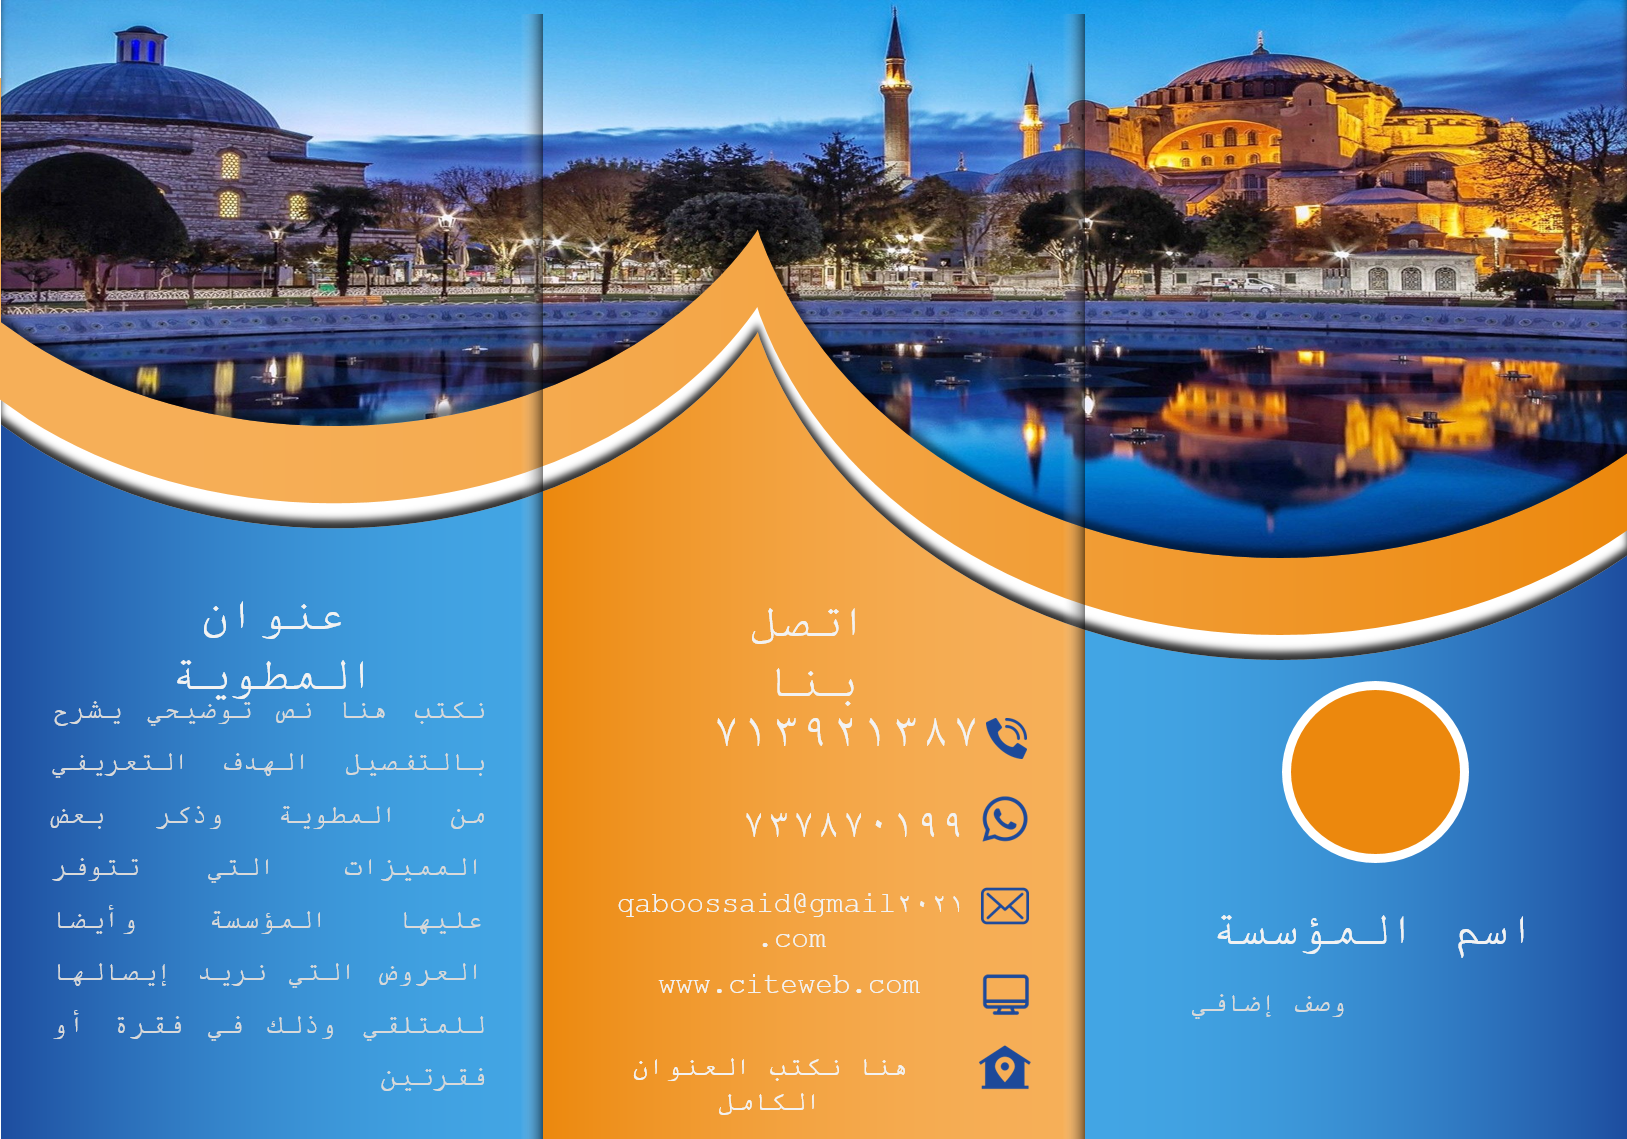 اسم المؤسسة
وصف إضافي
اتصل
بنا
٧١٣٩٢١٣٨٧
٧٣٧٨٧٠١٩٩
qaboossaid@gmail٢٠٢١
.com
www.citeweb.com
هنا نكتب العنوان
الكامل
عنوان
المطوية
نكتب هنا نص توضيحي يشرح
بالتفصيل الهدف التعريفي
من المطوية وذكر بعض
المميزات التي تتوفر
عليها المؤسسة وأيضا
العروض التي نريد إيصالها
للمتلقي وذلك في فقرة أو
فقرتين